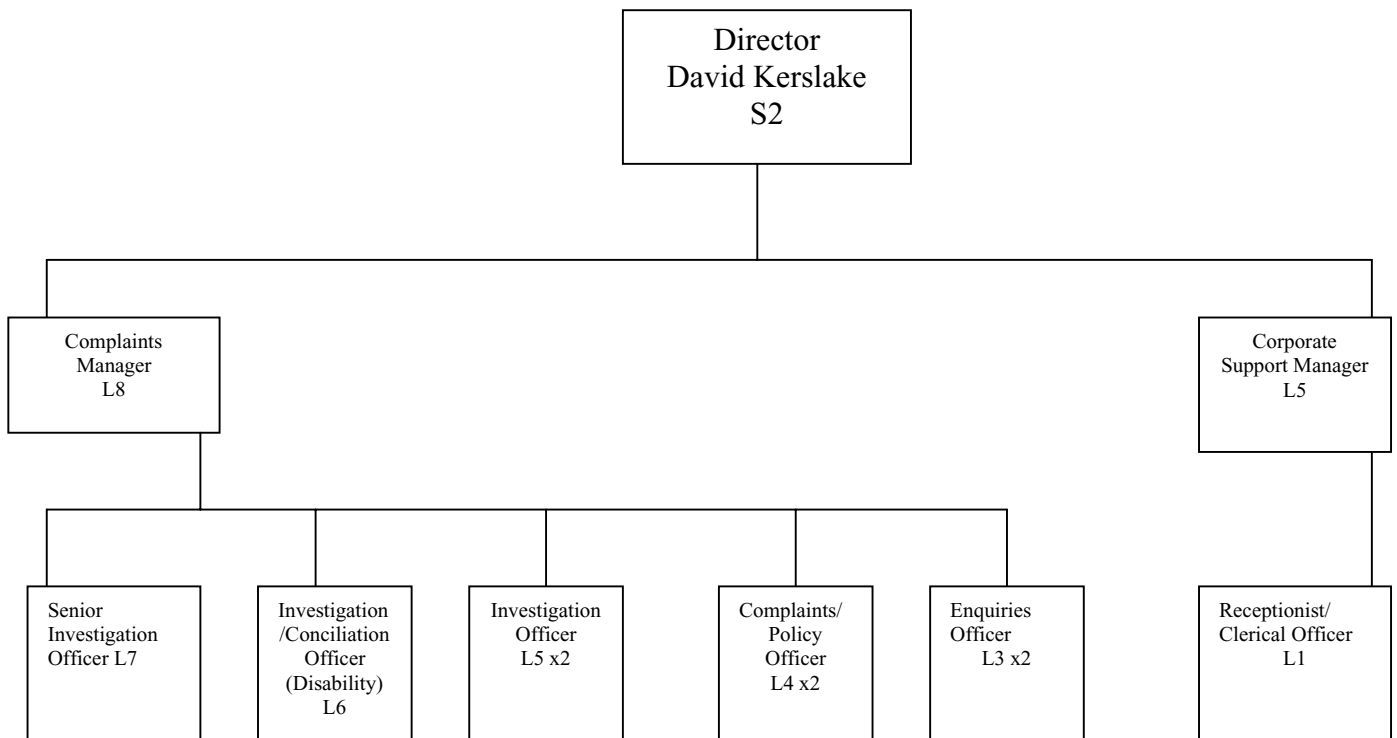 Director
David Kerslake
S2
Complaints
Manager
L8
Corporate
Support Manager
L5
Senior
Investigation
Officer L7
Investigation
/Conciliation
Officer
(Disability)
L6
Investigation
Officer
L5 x2
Complaints/
Policy
Officer
L4 x2
Enquiries
Officer
L3 x2
Receptionist/
Clerical Officer
L1